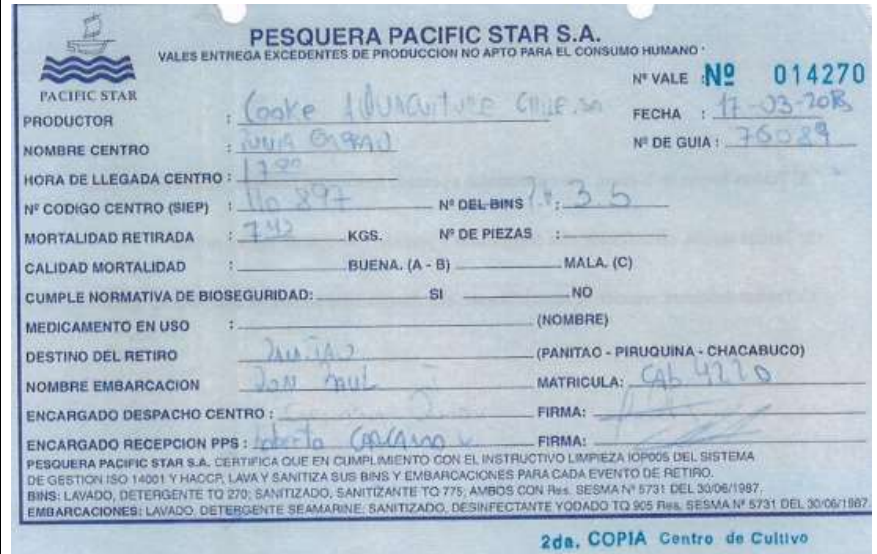 PESQUERA PACIFIC STAR S.A.
VALES ENTREGA EXCEDENTES DE PRODUCCION NO APTO PARA EL CONSUMO HUMANO
PACIFIC STAR
Nº VALE : Nº 014270
PRODUCTOR : Cooke AQUACULTURE CHILE SA
FECHA : 17-03-2018
NOMBRE CENTRO :
Nº DE GUIA : 76089
HORA DE LLEGADA CENTRO : 17:00
Nº CODIGO CENTRO (SIEP) : 110 897 Nº DEL BINS : 3.5
MORTALIDAD RETIRADA : KGS. Nº DE PIEZAS :
CALIDAD MORTALIDAD : BUENA. (A - B) MALA. (C)
CUMPLE NORMATIVA DE BIOSEGURIDAD: SI NO
MEDICAMENTO EN USO : (NOMBRE)
DESTINO DEL RETIRO (PANITAO - PIRUQUINA - CHACABUCO)
NOMBRE EMBARCACION Don MATRICULA: CAb 4220
ENCARGADO DESPACHO CENTRO : FIRMA:
ENCARGADO RECEPCION PPS : Roberto CARCAMO FIRMA:
PESQUERA PACIFIC STAR S.A. CERTIFICA QUE EN CUMPLIMIENTO CON EL INSTRUCTIVO LIMPIEZA IOP005 DEL SISTEMA
DE GESTION ISO 14001 Y HACCP, LAVA Y SANITIZA SUS BINS Y EMBARCACIONES PARA CADA EVENTO DE RETIRO.
BINS: LAVADO, DETERGENTE TQ 270; SANITIZADO, SANITIZANTE TQ 775; AMBOS CON Res. SESMA Nº 5731 DEL 30/06/1987.
EMBARCACIONES: LAVADO, DETERGENTE SEAMARINE; SANITIZADO, DESINFECTANTE YODADO TQ 905 Res. SESMA Nº 5731 DEL 30/06/1987.
2da. COPIA Centro de Cultivo